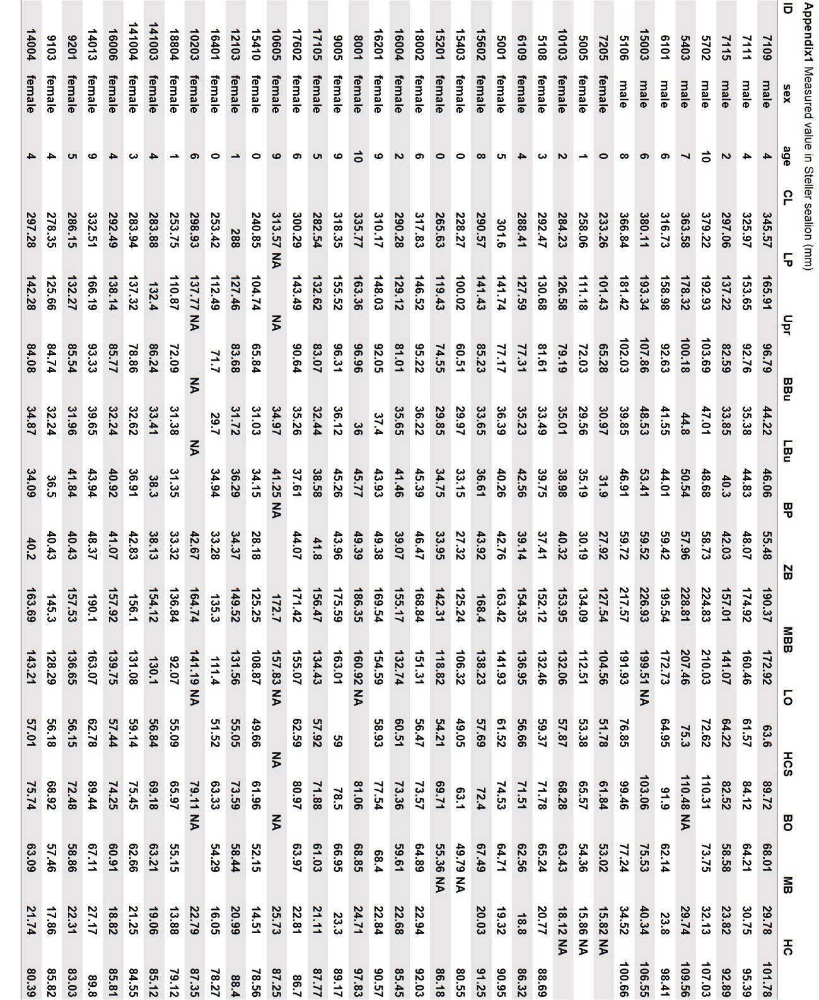 Appendix1 Measured value in Steller sealion (mm)
ID sex age CL LP Upr BBu LBu BP ZB MBB LO HCS BO MB HC
7109 male 4 345.57 165.91 96.79 44.22 46.06 55.48 190.37 172.92 63.6 89.72 68.01 29.78 101.78
7111 male 4 325.97 153.65 92.76 35.38 44.83 48.07 174.92 160.46 61.57 84.12 64.21 30.75 95.39
7115 male 2 297.06 137.22 82.59 33.85 40.3 42.03 157.01 141.07 64.22 82.52 58.58 23.82 92.89
5702 male 10 379.22 192.93 103.69 47.01 48.68 58.73 224.83 210.03 72.62 110.31 73.75 32.13 107.03
5403 male 7 363.58 178.32 100.18 44.8 50.54 57.96 228.81 207.46 75.3 110.48 NA 29.74 109.56
6101 male 6 316.73 158.98 92.63 41.55 44.01 59.42 195.54 172.73 64.95 91.9 62.14 23.8 98.41
15003 male 6 380.11 193.34 107.86 48.53 53.41 59.52 226.93 199.51 NA 103.06 75.53 40.34 106.55
5106 male 8 366.84 181.42 102.03 39.85 46.91 59.72 217.57 191.93 76.85 99.46 77.24 34.52 100.66
7205 female 0 233.26 101.43 65.28 30.97 31.9 27.92 127.54 104.56 51.78 61.84 53.02 15.82 NA
5005 female 1 258.06 111.18 72.03 29.56 35.19 30.19 134.09 112.51 53.38 65.57 54.36 15.86 NA
10103 female 2 284.23 126.58 79.19 35.01 38.98 40.32 153.95 132.06 57.87 68.28 63.43 18.12 NA
5108 female 3 292.47 130.68 81.61 33.49 39.75 37.41 152.12 132.46 59.37 71.78 65.24 20.77 88.69
6109 female 4 288.41 127.59 77.31 35.23 42.56 39.14 154.35 136.95 56.66 71.51 62.56 18.8 86.32
5001 female 5 301.6 141.74 77.17 36.39 40.26 42.76 163.42 141.93 61.52 74.53 64.71 19.32 90.95
15602 female 8 290.57 141.43 85.23 33.65 36.61 43.92 168.4 138.23 57.69 72.4 67.49 20.03 91.25
15403 female 0 228.27 100.02 60.51 29.97 33.15 27.32 125.24 106.32 49.05 63.1 49.79 NA 80.55
15201 female 0 265.63 119.43 74.55 29.85 34.75 33.95 142.31 118.82 54.21 69.71 55.36 NA 86.18
18002 female 6 317.83 146.52 95.22 36.22 45.39 46.47 168.84 151.31 56.47 73.57 64.89 22.94 92.03
16004 female 2 290.28 129.12 81.01 35.65 41.46 39.07 155.17 132.74 60.51 73.36 59.61 22.68 85.45
16201 female 9 310.17 148.03 92.05 37.4 43.93 49.38 169.54 154.59 58.93 77.54 68.4 22.84 90.57
8001 female 10 335.77 163.36 96.96 36 45.77 49.39 186.35 160.92 NA 81.06 68.85 24.71 97.83
9005 female 9 318.35 155.52 96.31 36.12 45.26 43.96 175.59 163.01 59 78.5 66.95 23.3 89.17
17105 female 5 282.54 132.62 83.07 32.44 38.58 41.8 156.47 134.43 57.92 71.88 61.03 21.11 87.77
17602 female 6 300.29 143.49 90.64 35.26 37.61 44.07 171.42 155.07 62.59 80.97 63.97 22.81 86.7
10605 female 9 313.57 NA NA 34.97 41.25 NA 172.7 157.83 NA NA NA 25.73 87.25
15410 female 0 240.85 104.74 65.84 31.03 34.15 28.18 125.25 108.87 49.66 61.96 52.15 14.51 78.56
12103 female 1 288 127.46 83.68 31.72 36.29 34.37 149.52 131.56 55.05 73.59 58.44 20.99 88.4
16401 female 0 253.42 112.49 71.7 29.7 34.94 33.28 135.3 111.4 51.52 63.33 54.29 16.05 78.27
10203 female 6 298.93 137.77 NA NA NA 42.67 164.74 141.19 NA 79.11 NA 22.79 87.35
18804 female 1 253.75 110.87 72.09 31.38 31.35 33.32 136.84 92.07 55.09 65.97 55.15 13.88 79.12
141003 female 4 283.88 132.4 86.24 33.41 38.3 38.13 154.12 130.1 56.84 69.18 63.21 19.06 85.12
141004 female 3 283.94 137.32 78.86 32.62 36.91 42.83 156.1 131.08 59.14 75.45 62.66 21.25 84.55
16006 female 4 292.49 138.14 85.77 32.24 40.92 41.07 157.92 139.75 57.44 74.25 60.91 18.82 85.81
14013 female 9 332.51 166.19 93.33 39.65 43.94 48.37 190.1 163.07 62.78 89.44 67.11 27.17 89.8
9201 female 5 286.15 132.27 85.54 31.96 41.84 40.43 157.53 136.65 56.15 72.48 58.86 22.31 83.03
9103 female 4 278.35 125.66 84.74 32.24 36.5 40.43 145.3 128.29 56.18 68.92 57.46 17.86 85.82
14004 female 4 297.28 142.28 84.08 34.87 34.09 40.2 163.69 143.21 57.01 75.74 63.09 21.74 80.39